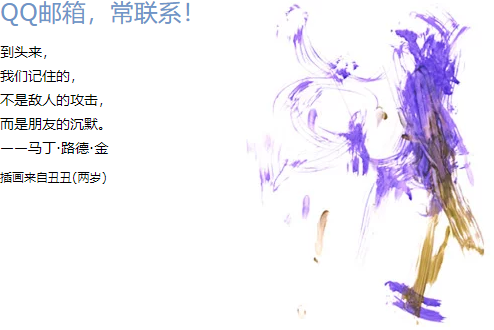 QQ邮箱，常联系！
到头来，
我们记住的，
不是敌人的攻击，
而是朋友的沉默。
——马丁·路德·金
插画来自丑丑(两岁)